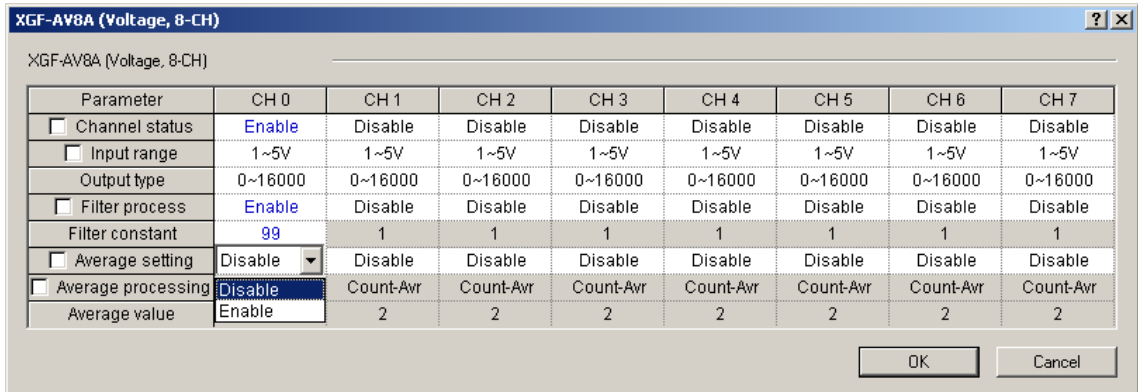 XGF-AV8A (Voltage, 8-CH)
XGF-AV8A (Voltage, 8-CH)
Parameter CH 0 CH 1 CH 2 CH 3 CH 4 CH 5 CH 6 CH 7
Channel status Enable Disable Disable Disable Disable Disable Disable Disable
Input range 1~5V 1~5V 1~5V 1~5V 1~5V 1~5V 1~5V 1~5V
Output type 0~16000 0~16000 0~16000 0~16000 0~16000 0~16000 0~16000 0~16000
Filter process Enable Disable Disable Disable Disable Disable Disable Disable
Filter constant 99 1 1 1 1 1 1 1
Average setting Disable Disable Disable Disable Disable Disable Disable Disable
Average processing Disable Count-Avr Count-Avr Count-Avr Count-Avr Count-Avr Count-Avr Count-Avr
Average value Enable 2 2 2 2 2 2 2
OK Cancel